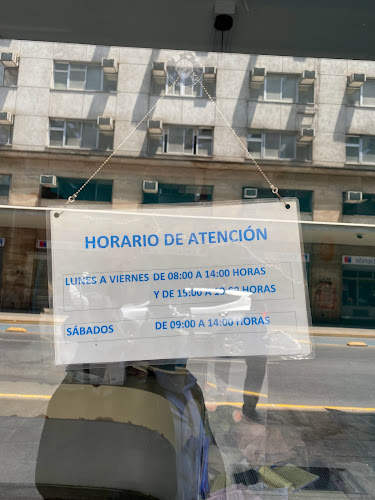 HORARIO DE ATENCIÓN
LUNES A VIERNES DE 08:00 A 14:00 HORAS
Y DE 15:00 A HORAS
SÁBADOS DE 09:00 A 14:00 HORAS